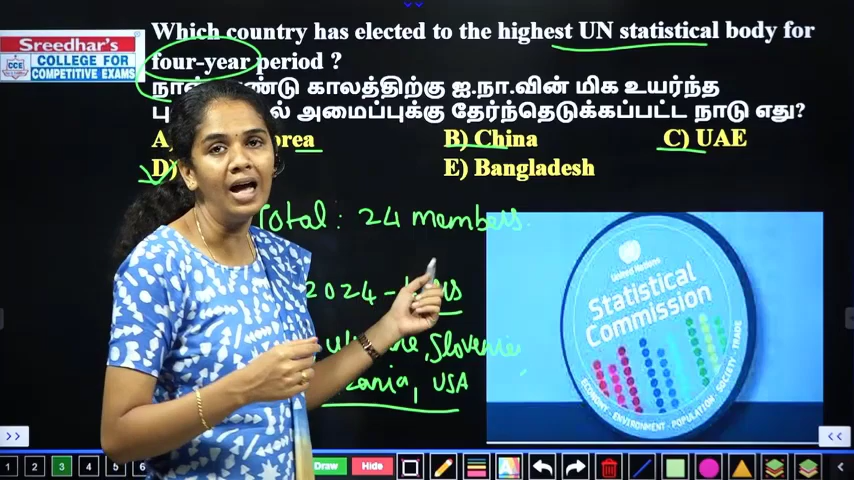 Which country has elected to the highest UN statistical body for
Sreedhar's
CCE
COLLEGE FOR
COMPETITIVE EXAMS
four-year period ?
காலத்திற்கு ஐ.நா.வின் மிக உயர்ந்த
அமைப்புக்கு தேர்ந்தெடுக்கப்பட்ட நாடு எது?
A) B) China C) UAE
D) E) Bangladesh
Total : 24 members
2024 -
Slovenia,
USA
United Nations
Statistical
Commission
ECONOMY · ENVIRONMENT · POPULATION · SOCIETY · TRADE
>> <<
1 2 3 4 5 6 Draw Hide